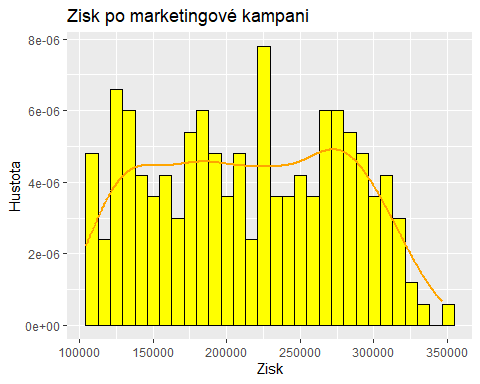 Zisk po marketingové kampani
8e-06
6e-06
4e-06
2e-06
0e+00
Hustota
100000 150000 200000 250000 300000 350000
Zisk